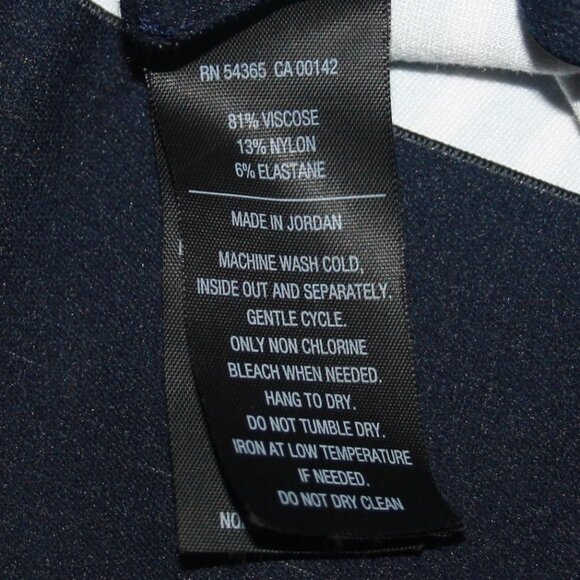 RN 54365 CA 00142
81% VISCOSE
13% NYLON
6% ELASTANE
MADE IN JORDAN
MACHINE WASH COLD,
INSIDE OUT AND SEPARATELY.
GENTLE CYCLE.
ONLY NON CHLORINE
BLEACH WHEN NEEDED.
HANG TO DRY.
DO NOT TUMBLE DRY.
IRON AT LOW TEMPERATURE
IF NEEDED.
DO NOT DRY CLEAN